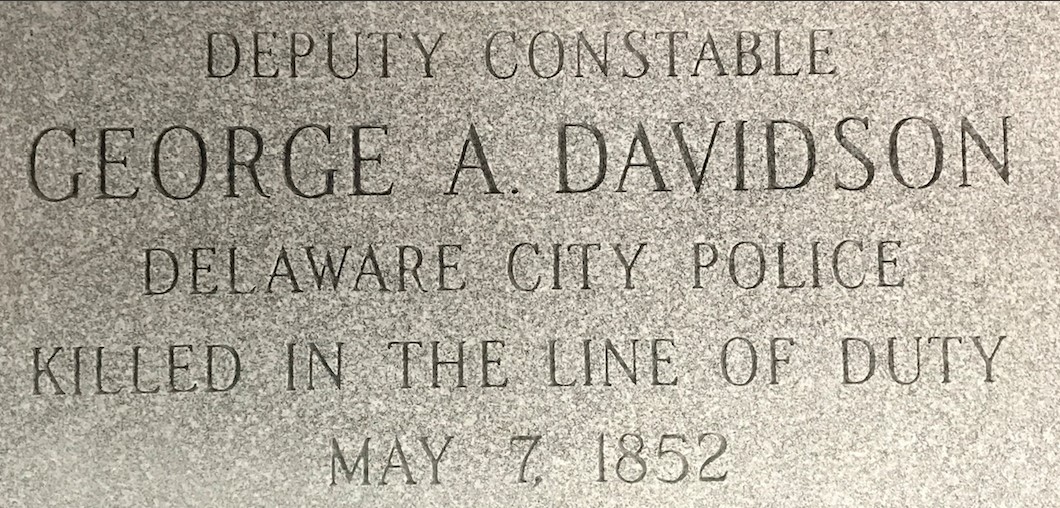 DEPUTY CONSTABLE
GEORGE A. DAVIDSON
DELAWARE CITY POLICE
KILLED IN THE LINE OF DUTY
MAY 7, 1852